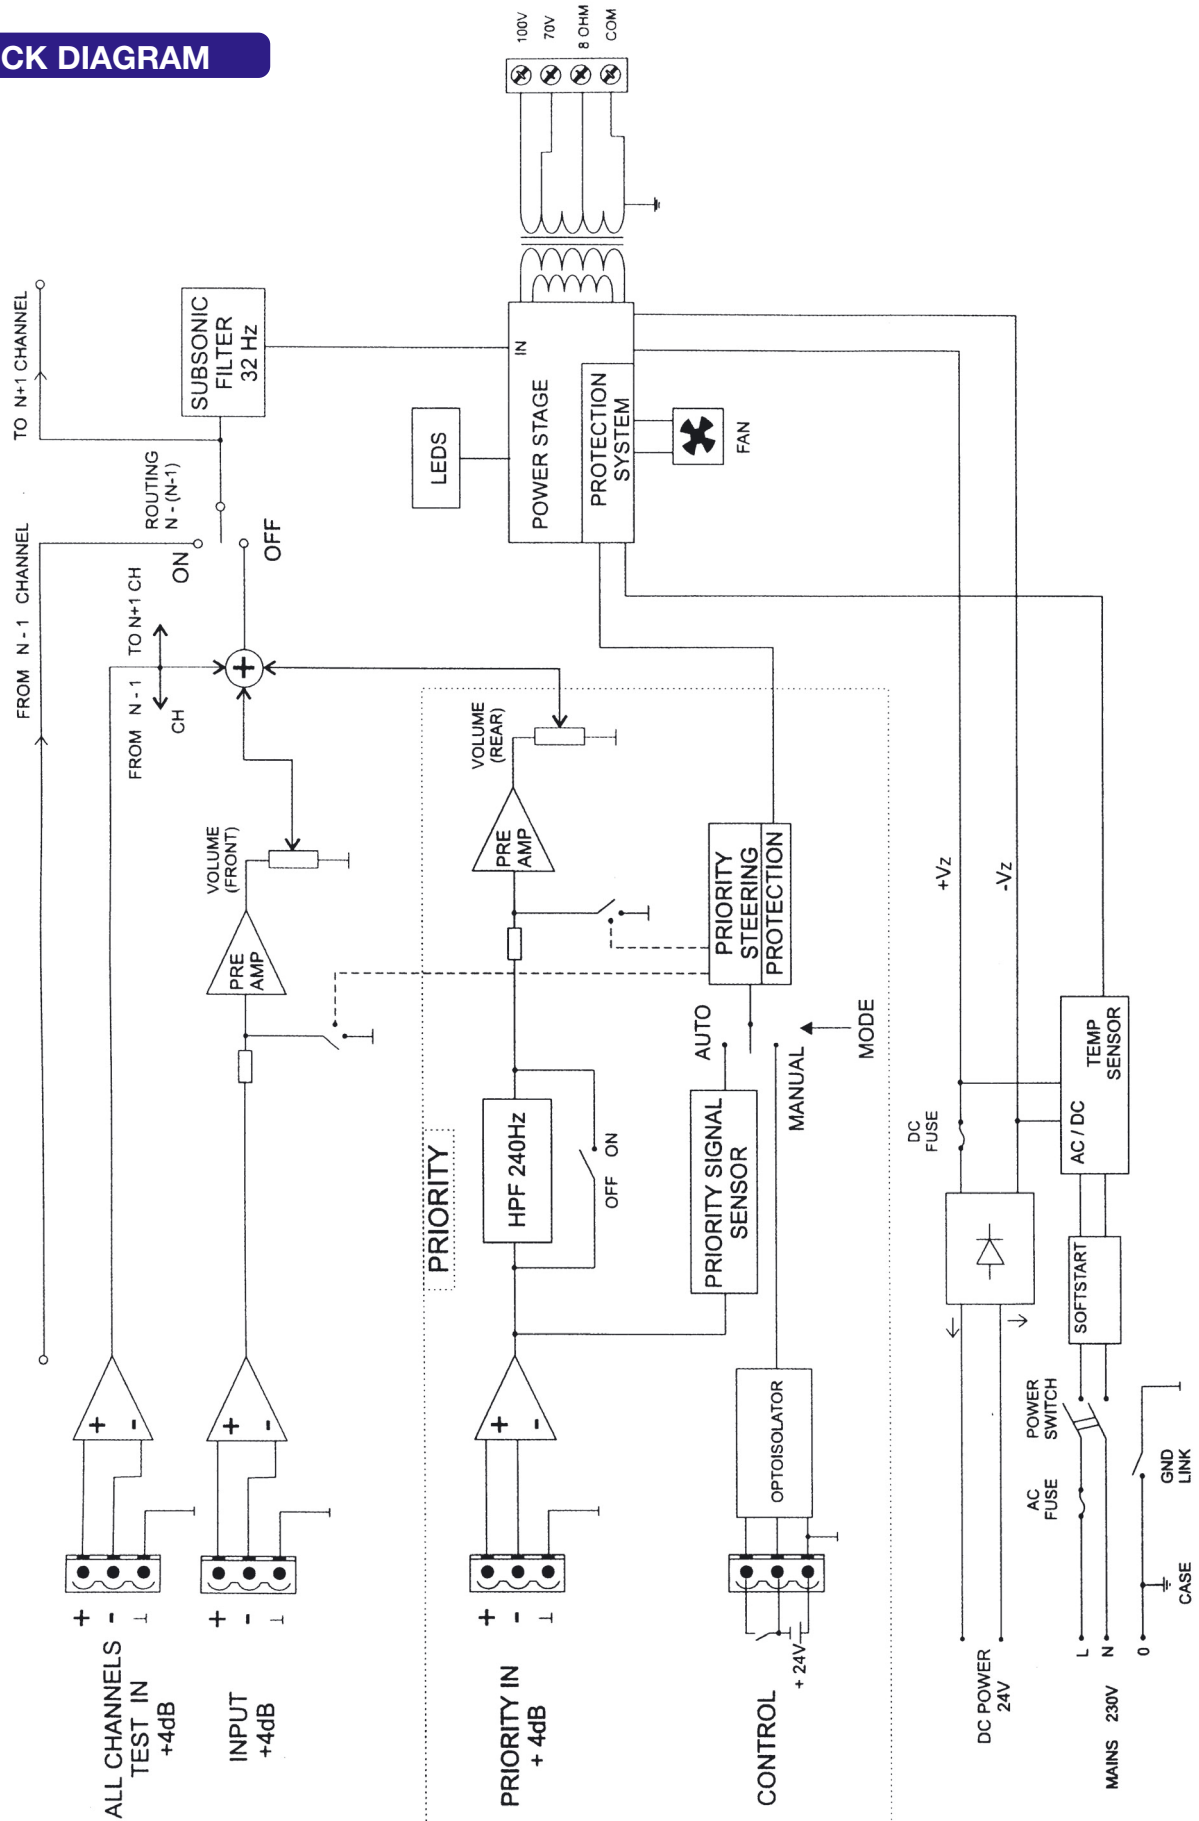 CK DIAGRAM
100V
70V
8 OHM
COM
TO N+1 CHANNEL
SUBSONIC
FILTER
32 Hz
FROM N - 1 CHANNEL
ROUTING
N - (N-1)
ON
OFF
FROM N - 1
CH
TO N+1 CH
+
LEDS
IN
POWER STAGE
PROTECTION
SYSTEM
FAN
VOLUME
(FRONT)
PRE
AMP
VOLUME
(REAR)
PRE
AMP
PRIORITY
STEERING
PROTECTION
AUTO
MANUAL
MODE
PRIORITY
HPF 240Hz
OFF
ON
PRIORITY SIGNAL
SENSOR
OPTOISOLATOR
+Vz
-Vz
DC
FUSE
TEMP
SENSOR
AC / DC
SOFTSTART
POWER
SWITCH
AC
FUSE
GND
LINK
CASE
+ -
+ -
+ -
+ -
+ -
+ -
ALL CHANNELS
TEST IN
+4dB
INPUT
+4dB
PRIORITY IN
+ 4dB
CONTROL
+ 24V
DC POWER
24V
MAINS 230V
L
N
0